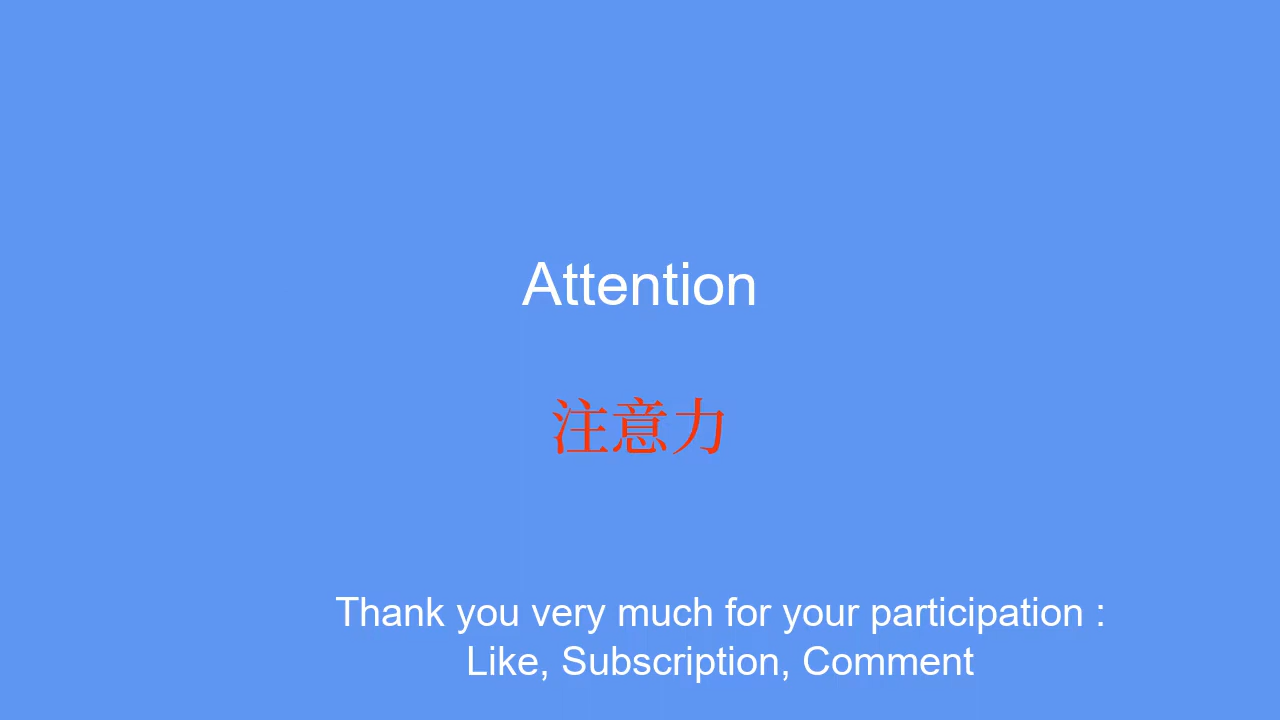 Attention
注意力
Thank you very much for your participation :
Like, Subscription, Comment